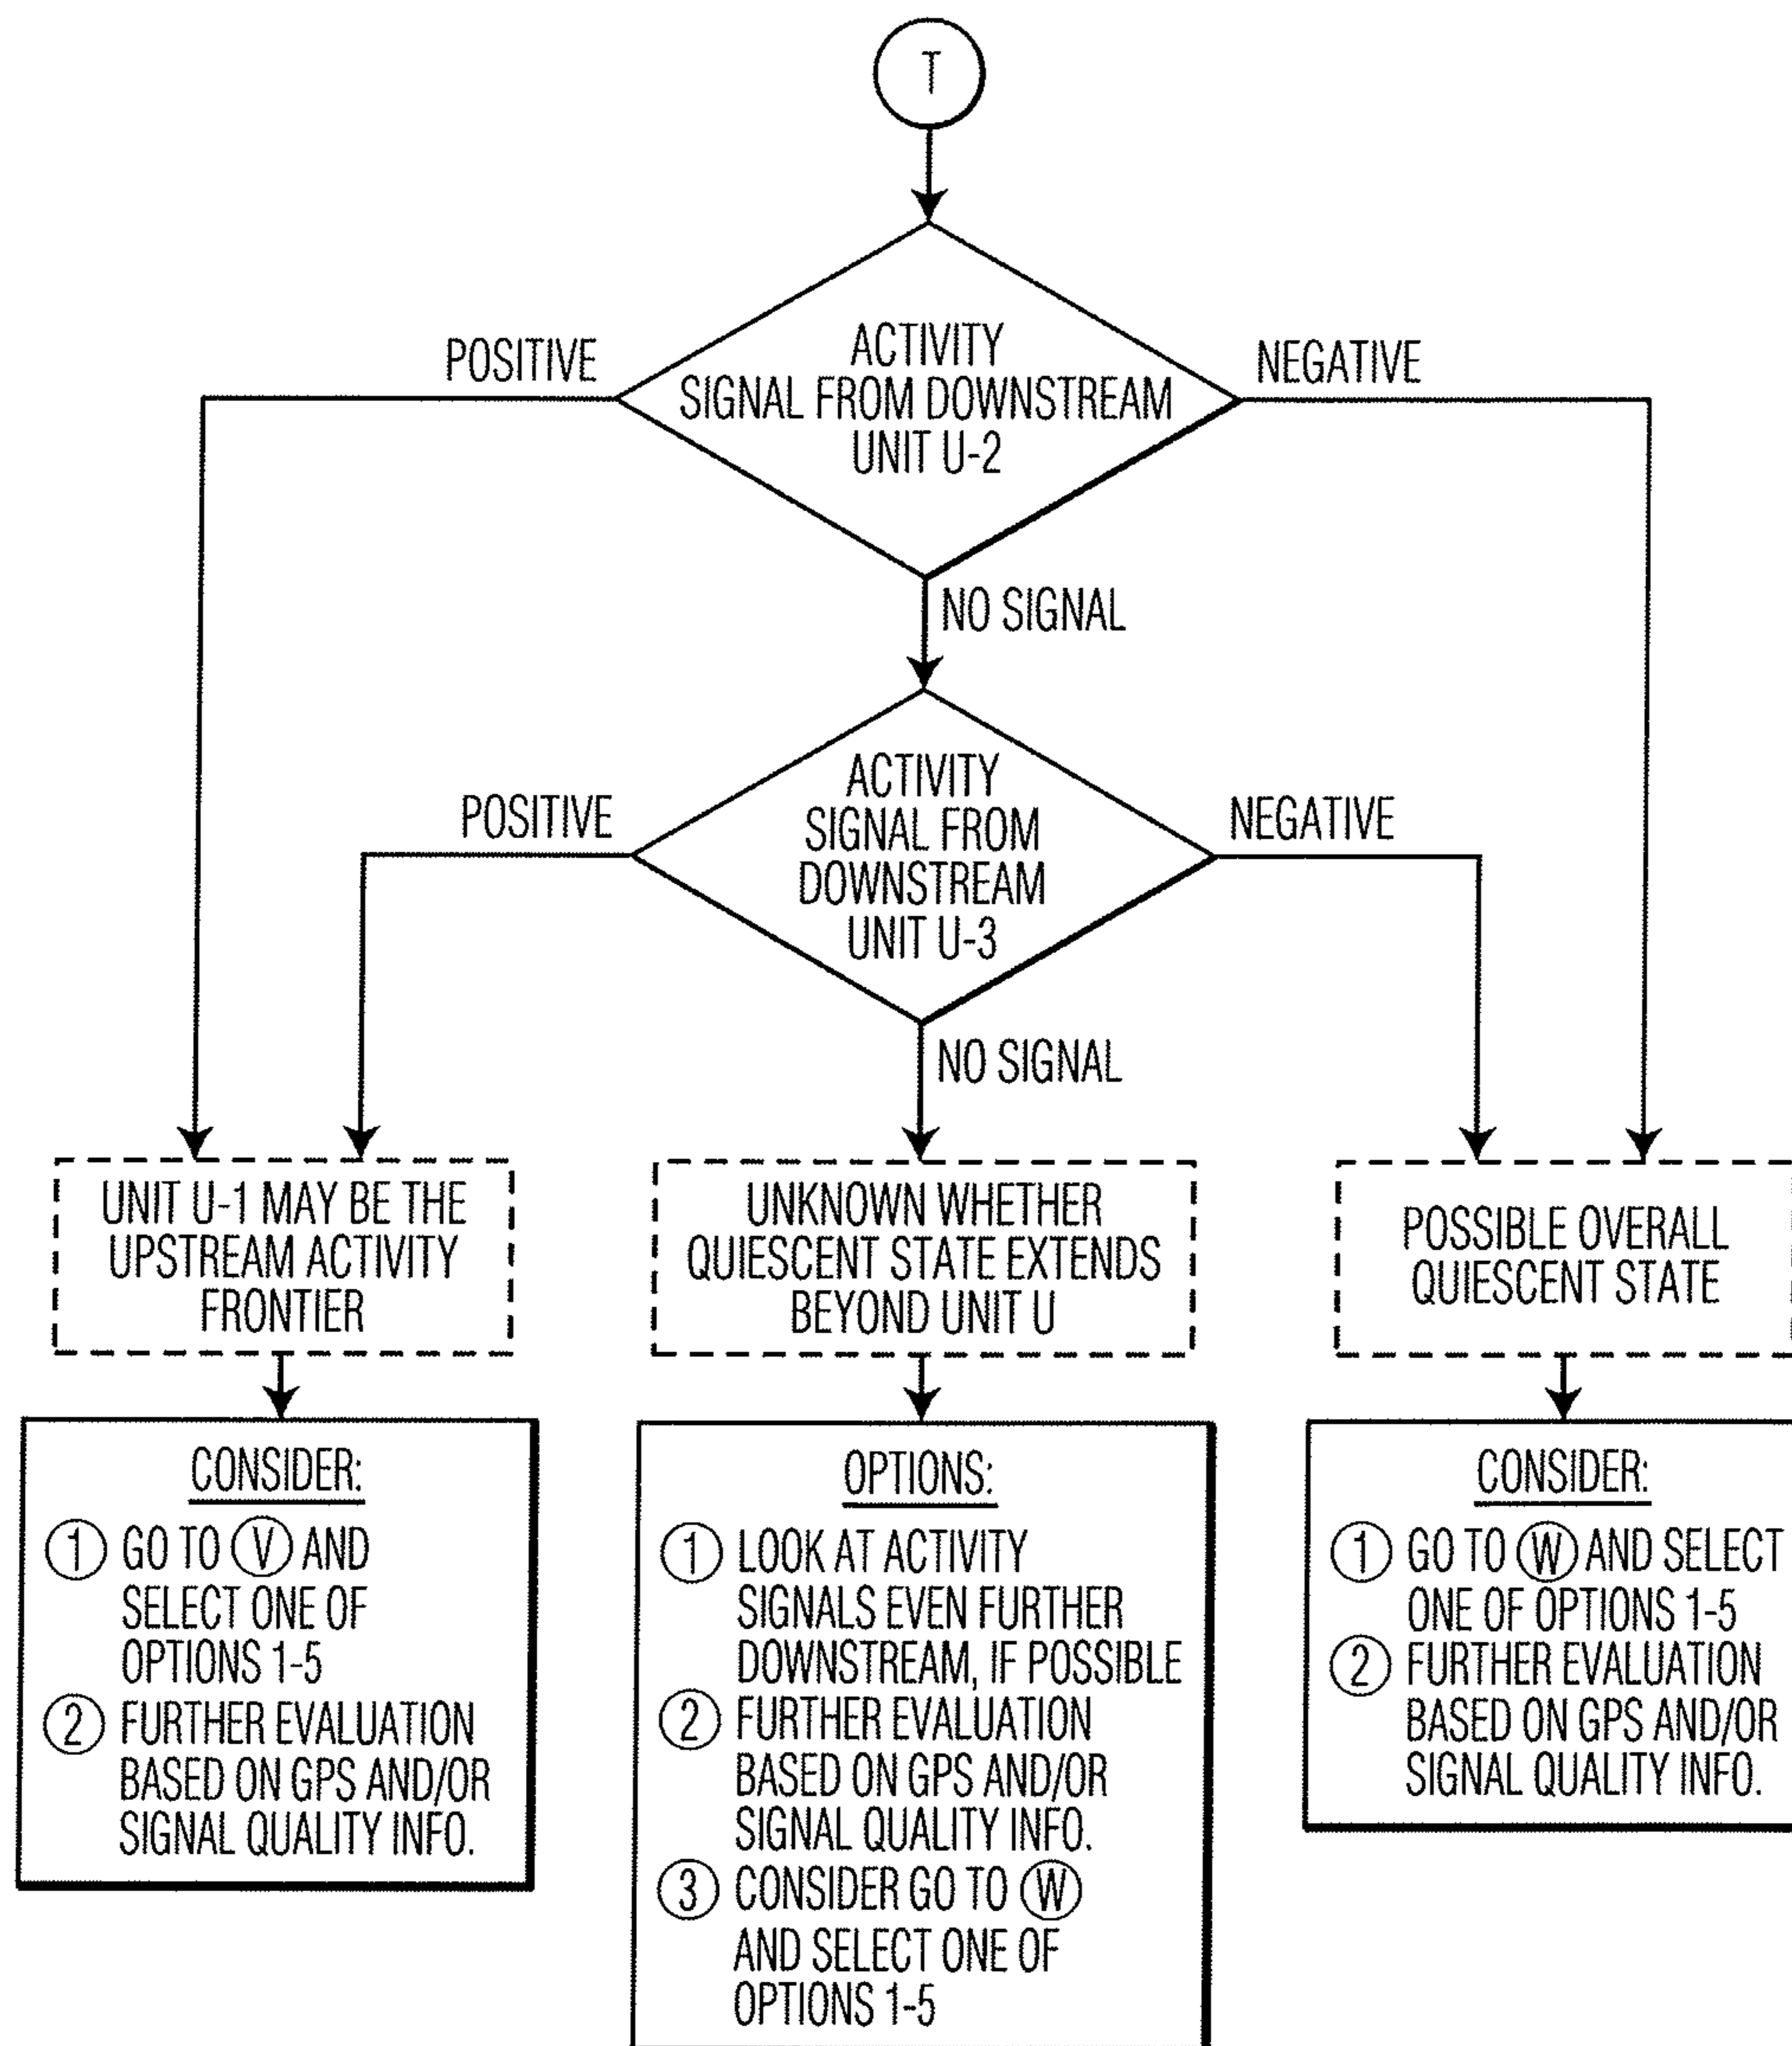 T
ACTIVITY
SIGNAL FROM DOWNSTREAM
UNIT U-2
POSITIVE
NEGATIVE
NO SIGNAL
ACTIVITY
SIGNAL FROM
DOWNSTREAM
UNIT U-3
POSITIVE
NEGATIVE
NO SIGNAL
UNIT U-1 MAY BE THE
UPSTREAM ACTIVITY
FRONTIER
UNKNOWN WHETHER
QUIESCENT STATE EXTENDS
BEYOND UNIT U
POSSIBLE OVERALL
QUIESCENT STATE
CONSIDER:
1 GO TO V AND
SELECT ONE OF
OPTIONS 1-5
2 FURTHER EVALUATION
BASED ON GPS AND/OR
SIGNAL QUALITY INFO.
OPTIONS:
1 LOOK AT ACTIVITY
SIGNALS EVEN FURTHER
DOWNSTREAM, IF POSSIBLE
2 FURTHER EVALUATION
BASED ON GPS AND/OR
SIGNAL QUALITY INFO.
3 CONSIDER GO TO W
AND SELECT ONE OF
OPTIONS 1-5
CONSIDER:
1 GO TO W AND SELECT
ONE OF OPTIONS 1-5
2 FURTHER EVALUATION
BASED ON GPS AND/OR
SIGNAL QUALITY INFO.